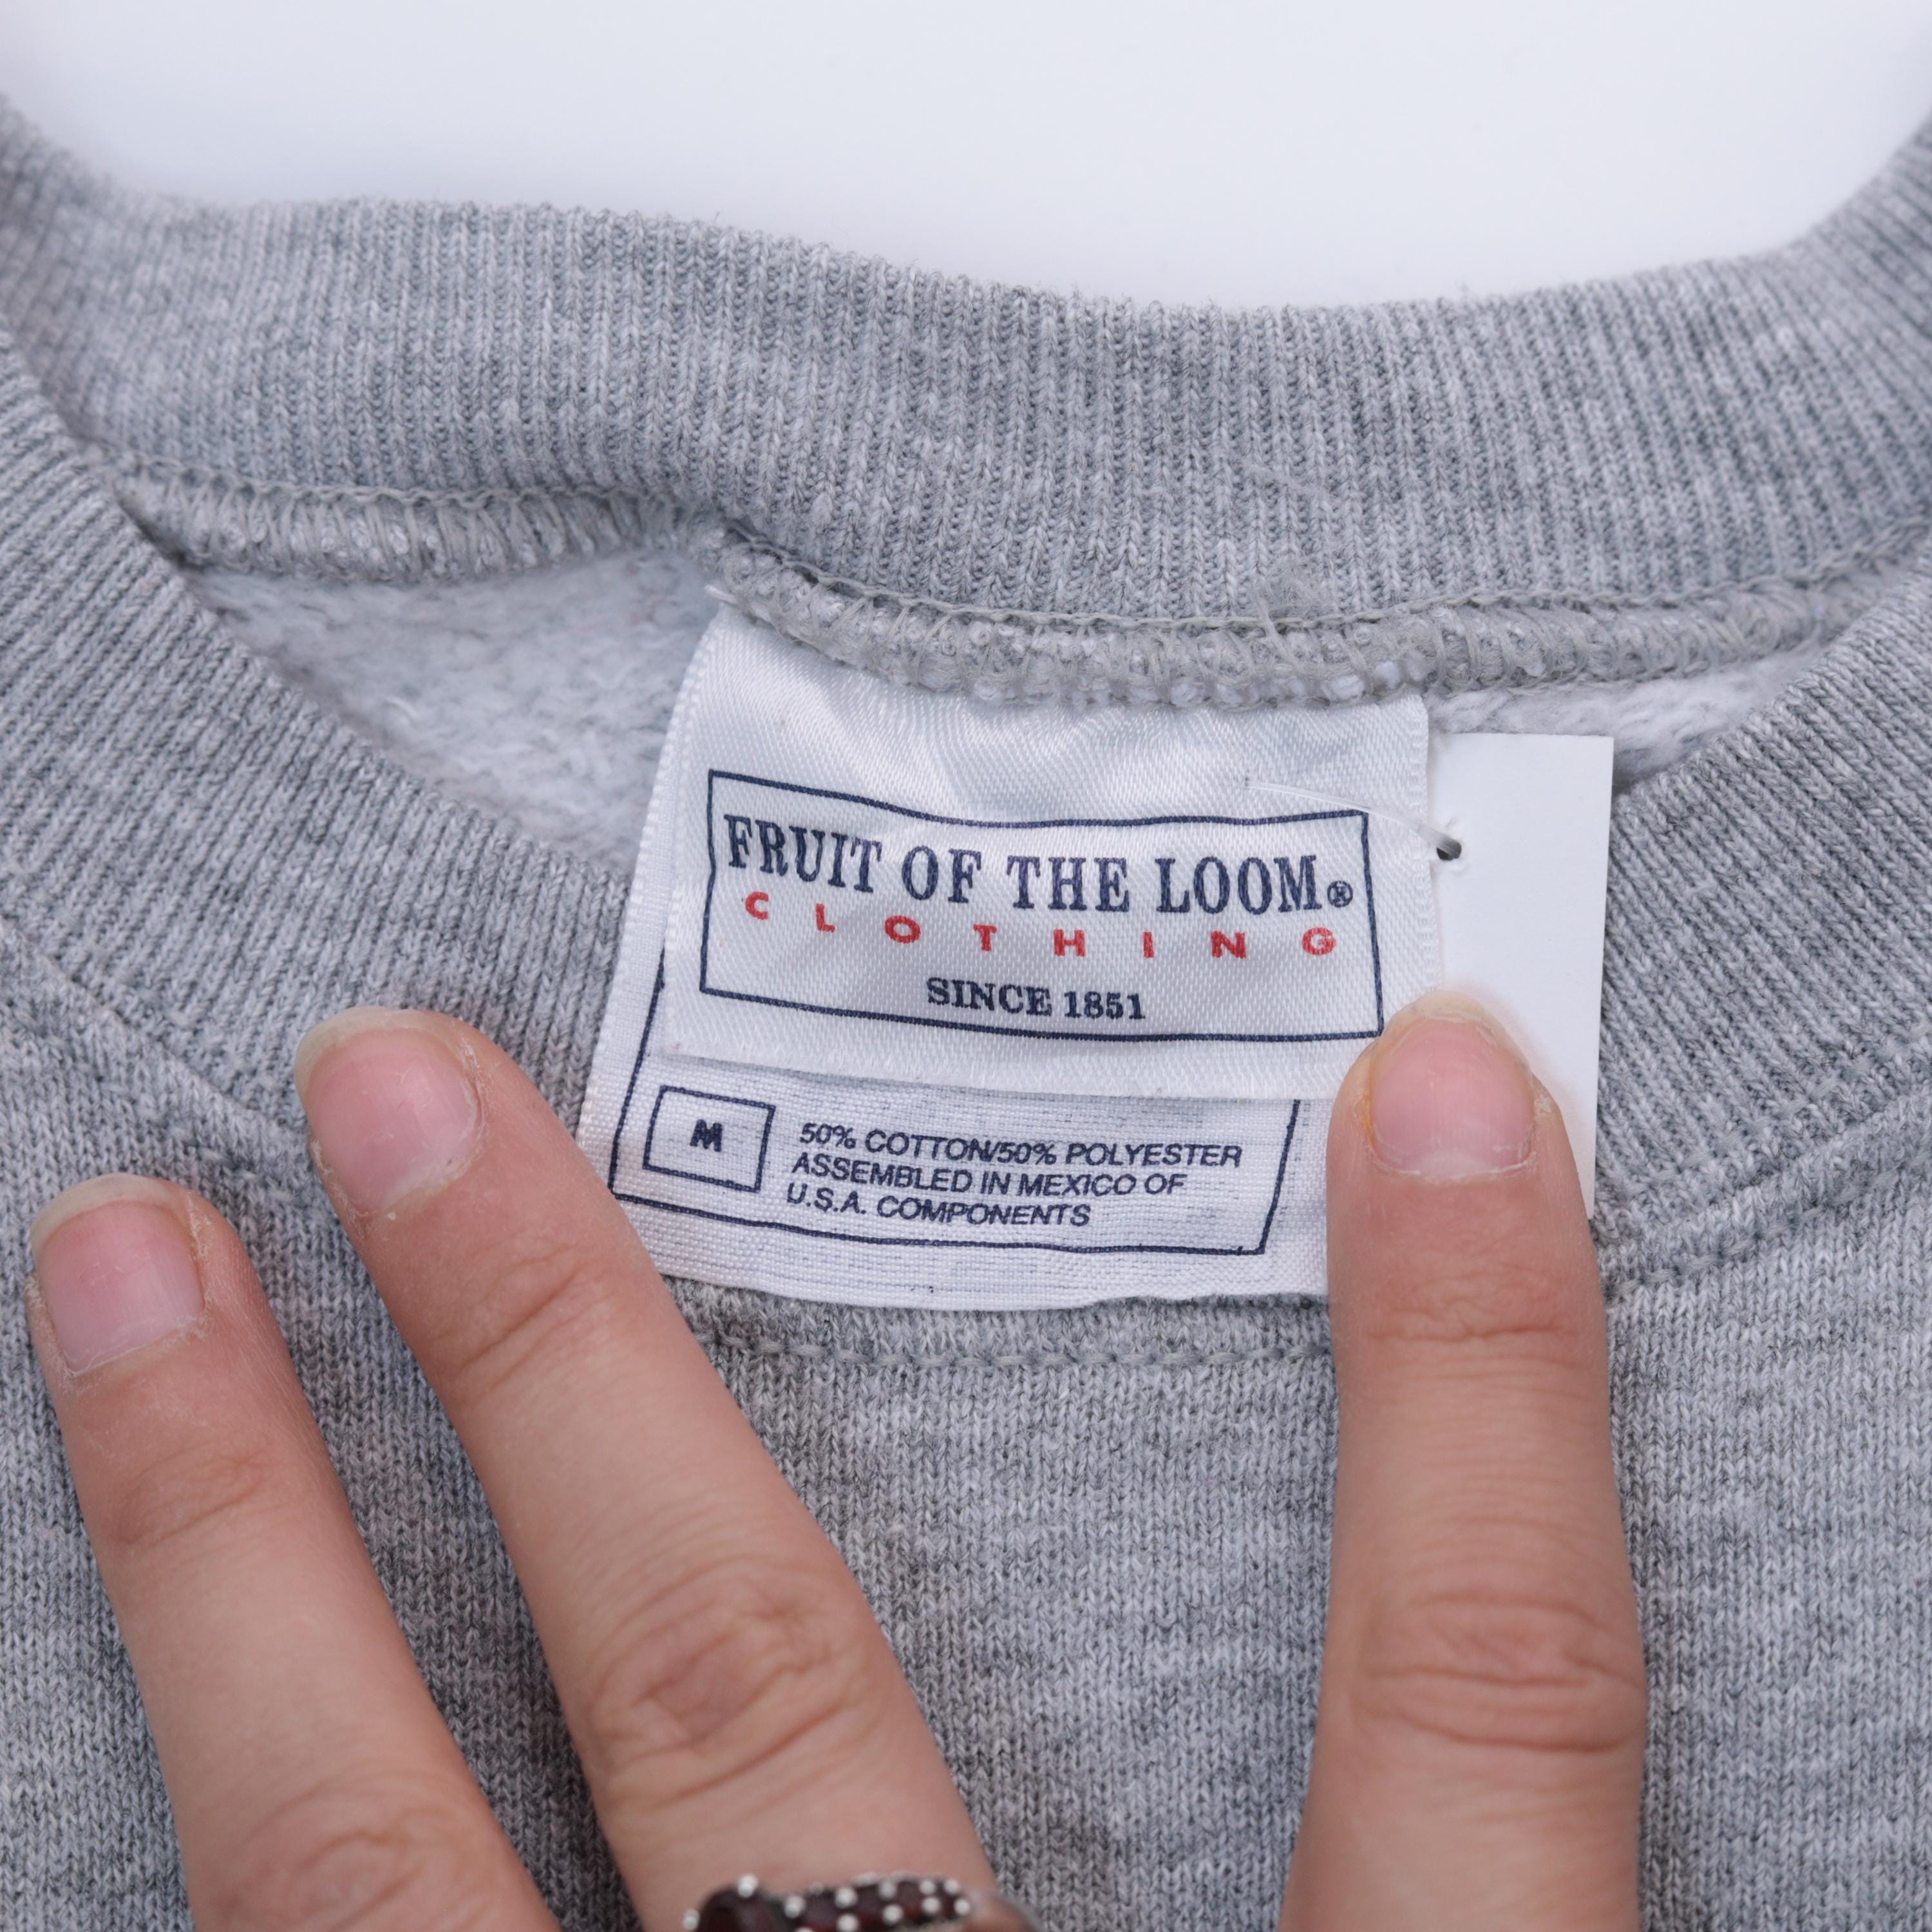 FRUIT OF THE LOOM®
CLOTHING
SINCE 1851
M
50% COTTON/50% POLYESTER
ASSEMBLED IN MEXICO OF
U.S.A. COMPONENTS